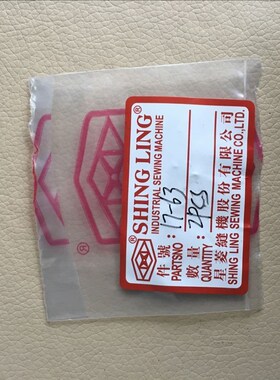 SHING LING®
INDUSTRIAL SEWING MACHINE
件號：17-63
PARTSNO
數量：2PCS
QUANTITY
星菱縫機股份有限公司
SHING LING SEWING MACHINE CO.,LTD.
®